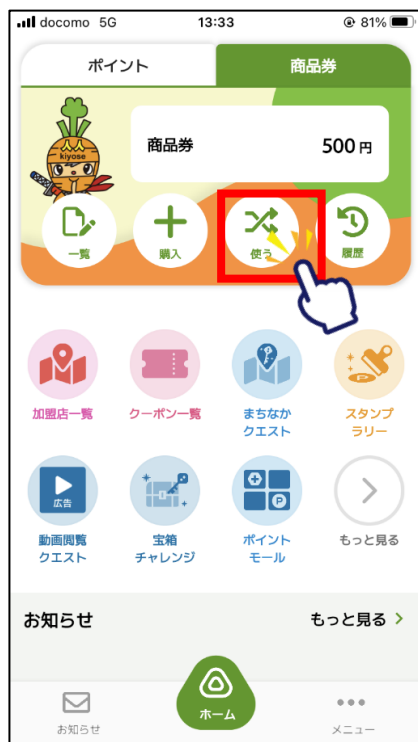 docomo 5G 13:33 81%
ポイント 商品券
kiyose
商品券 500 円
一覧 購入 使う 履歴
加盟店一覧 クーポン一覧 まちなか スタンプ
クエスト ラリー
広告
P
動画閲覧 宝箱 ポイント もっと見る
クエスト チャレンジ モール
お知らせ もっと見る
お知らせ ホーム メニュー